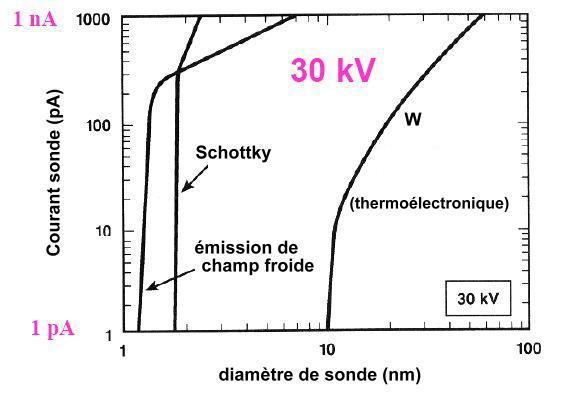 1 nA
1000
30 kV
100
W
Schottky
(thermoélectronique)
10
émission de
champ froide
30 kV
1 pA
1
1
10
100
Courant sonde (pA)
diamètre de sonde (nm)